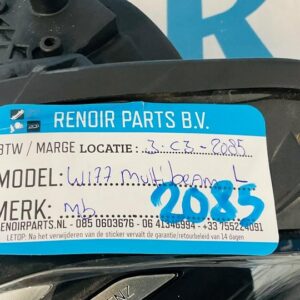 RENOIR PARTS B.V.
BTW / MARGE LOCATIE : 3-C3-2085
MODEL: W177 multibeam L
MERK: mb 2085
RENOIRPARTS.NL - 085 0603676 - 06 41346994 - +33 755224091
LETOP: Na het verwijderen van de sticker vervalt de garantie/retourbeleid van 14 dagen